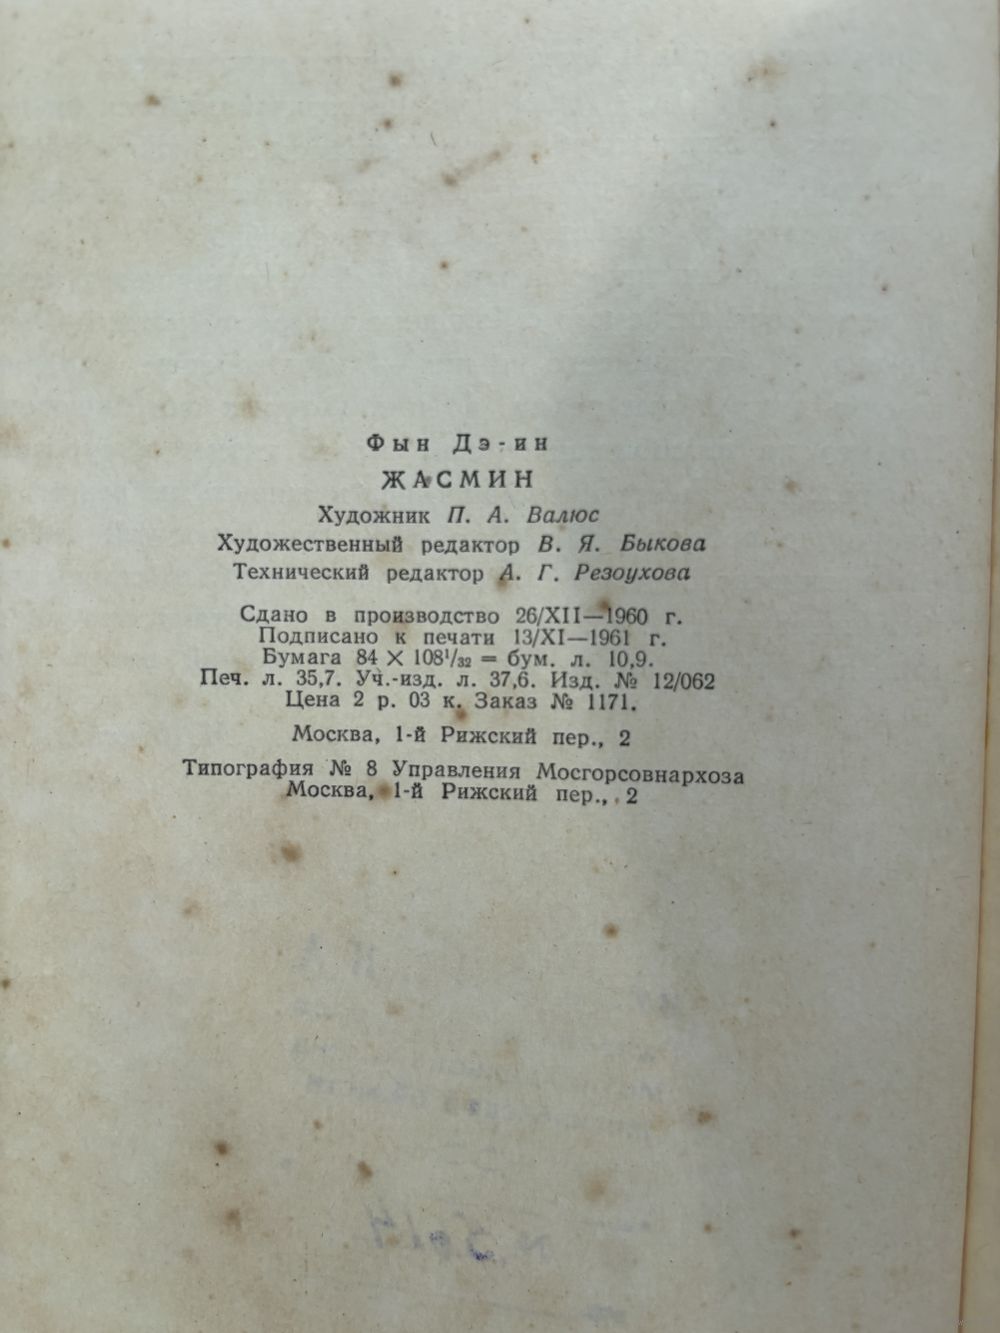 Фын Дэ-ин
ЖАСМИН
Художник П. А. Валюс
Художественный редактор В. Я. Быкова
Технический редактор А. Г. Резоухова
Сдано в производство 26/XII—1960 г.
Подписано к печати 13/XI—1961 г.
Бумага 84 × 108¹/₃₂ = бум. л. 10,9.
Печ. л. 35,7. Уч.-изд. л. 37,6. Изд. № 12/062
Цена 2 р. 03 к. Заказ № 1171.
Москва, 1-й Рижский пер., 2
Типография № 8 Управления Мосгорсовнархоза
Москва, 1-й Рижский пер., 2